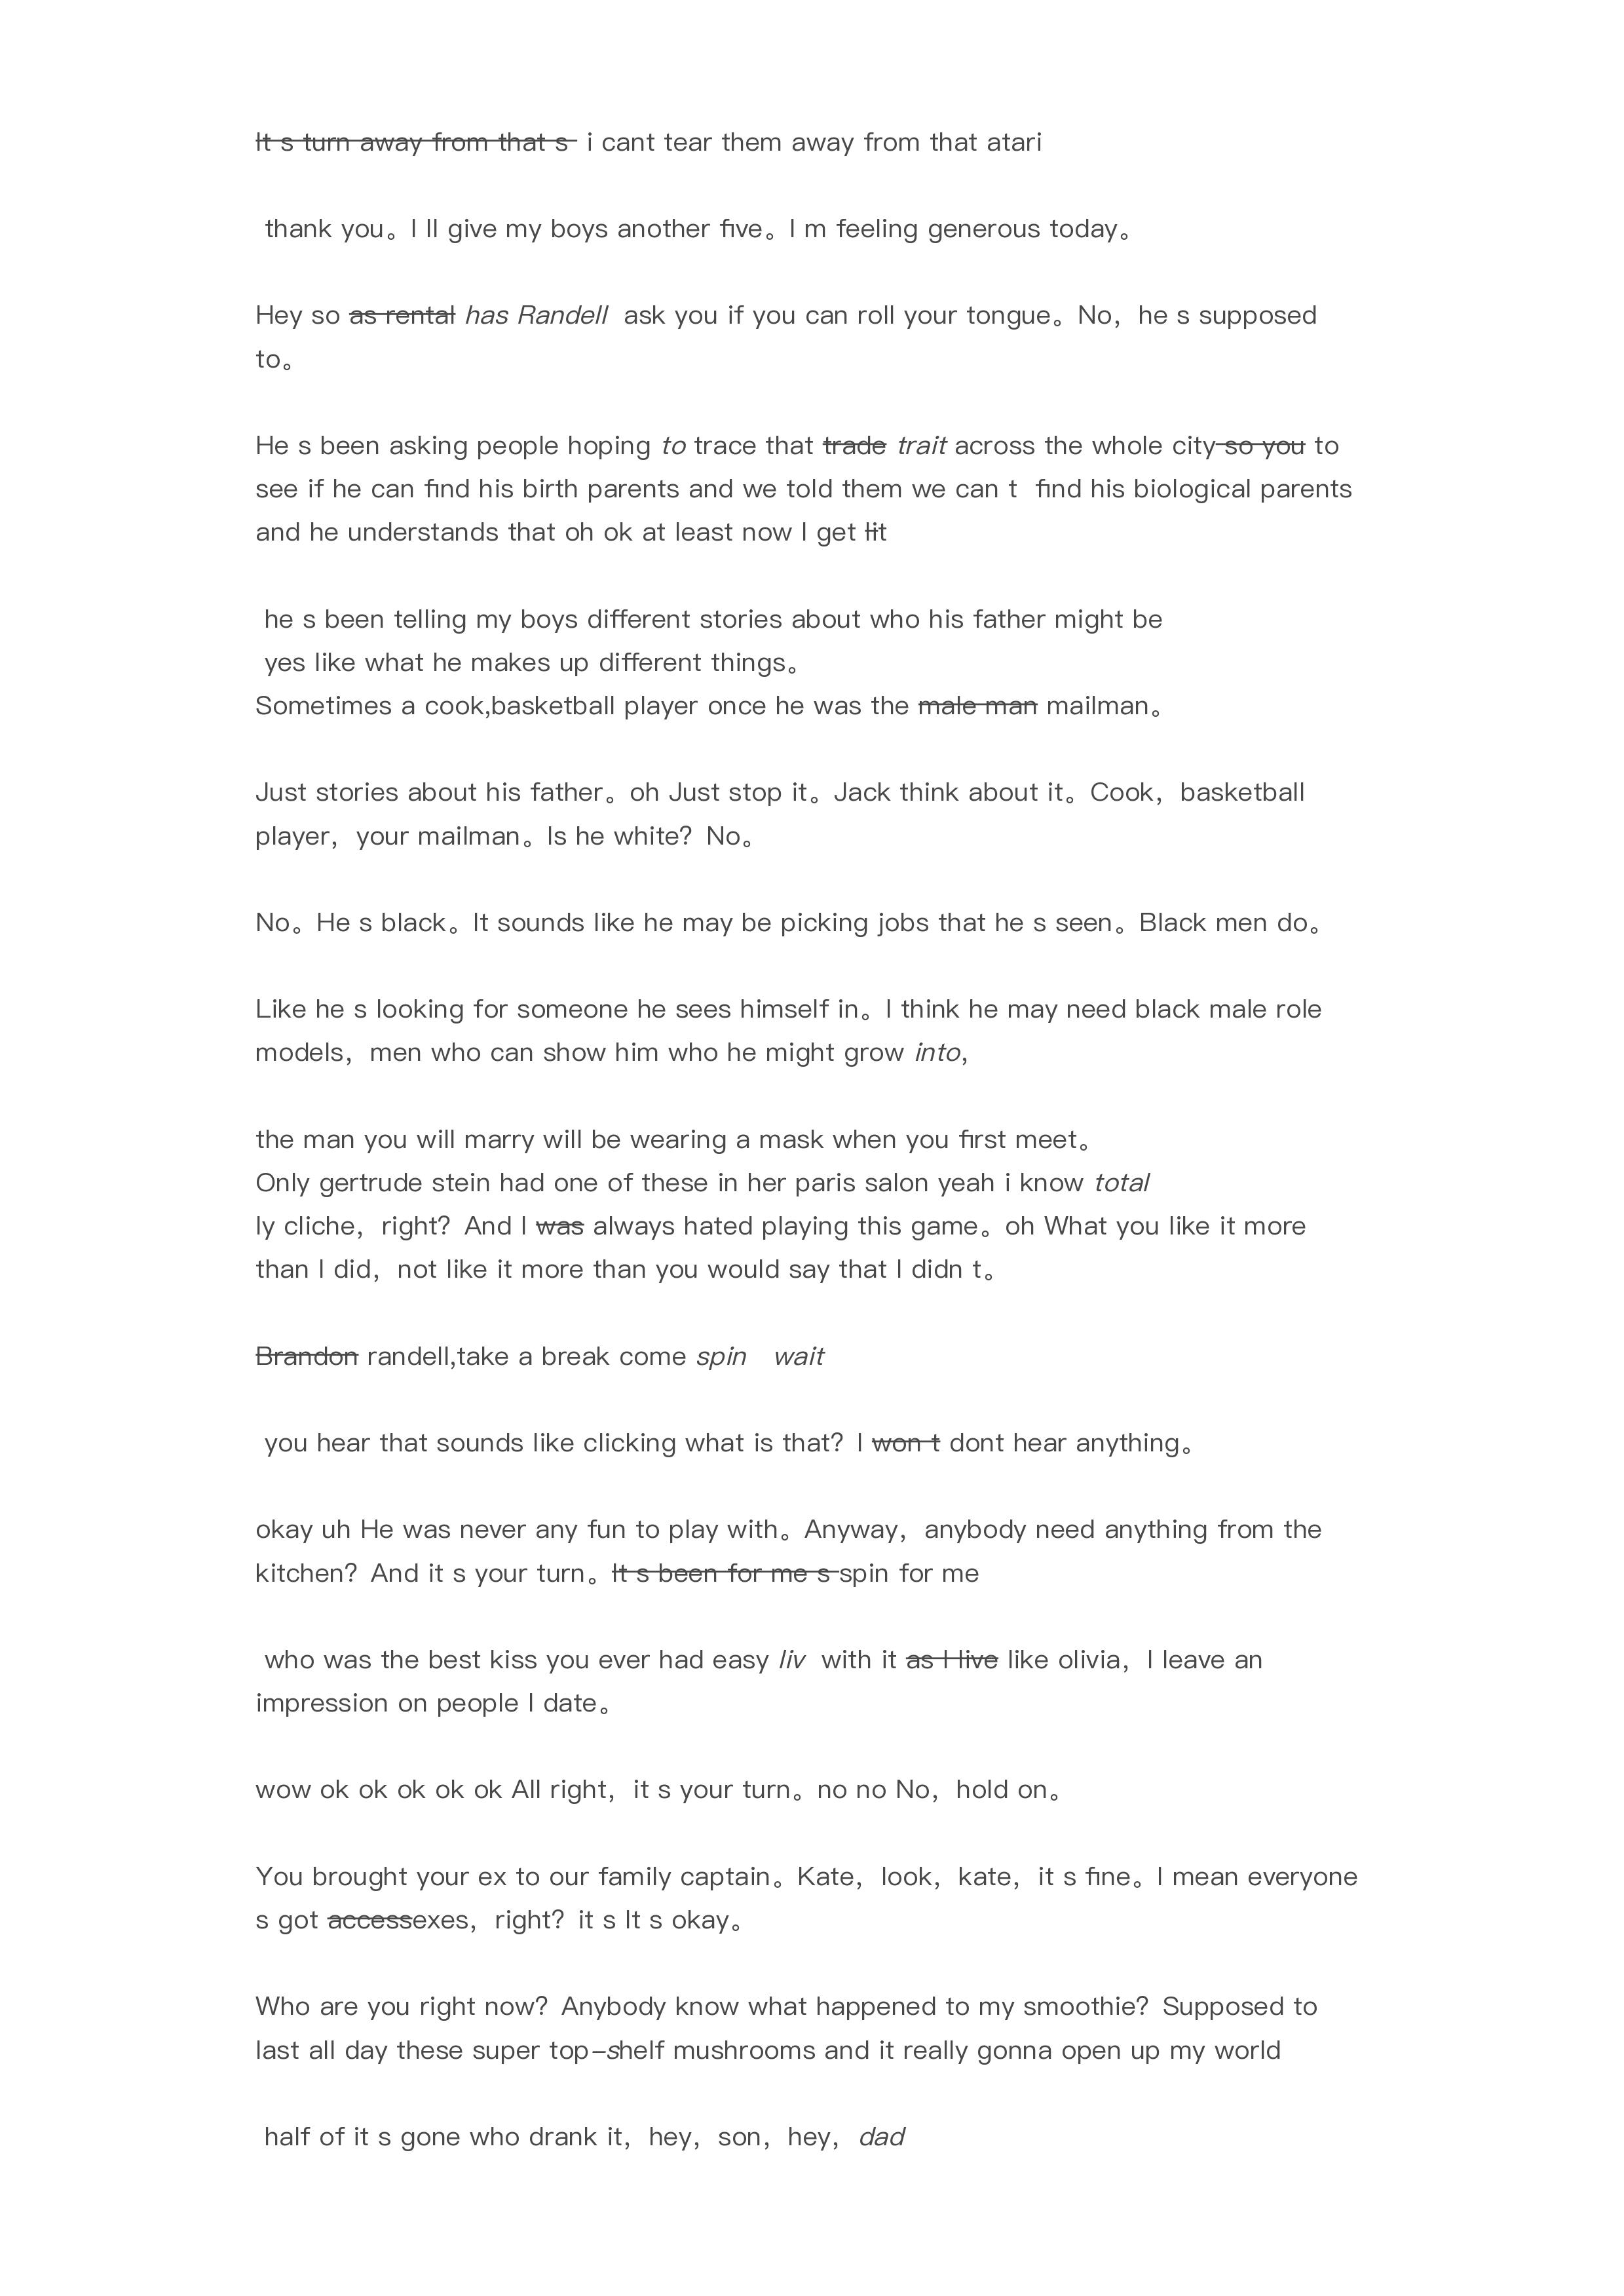 It s turn away from that s  i cant tear them away from that atari
thank you。I ll give my boys another five。I m feeling generous today。
Hey so as rental has Randell  ask you if you can roll your tongue。No，he s supposed
to。
He s been asking people hoping to trace that trade trait across the whole city so you to
see if he can find his birth parents and we told them we can t  find his biological parents
and he understands that oh ok at least now I get lit
he s been telling my boys different stories about who his father might be
yes like what he makes up different things。
Sometimes a cook,basketball player once he was the male man mailman。
Just stories about his father。oh Just stop it。Jack think about it。Cook，basketball
player，your mailman。Is he white？No。
No。He s black。It sounds like he may be picking jobs that he s seen。Black men do。
Like he s looking for someone he sees himself in。I think he may need black male role
models，men who can show him who he might grow into，
the man you will marry will be wearing a mask when you first meet。
Only gertrude stein had one of these in her paris salon yeah i know total
ly cliche，right？And I was always hated playing this game。oh What you like it more
than I did，not like it more than you would say that I didn t。
Brandon randell,take a break come spin   wait
you hear that sounds like clicking what is that？I won t dont hear anything。
okay uh He was never any fun to play with。Anyway，anybody need anything from the
kitchen？And it s your turn。It s been for me s spin for me
who was the best kiss you ever had easy liv  with it as I live like olivia，I leave an
impression on people I date。
wow ok ok ok ok ok All right，it s your turn。no no No，hold on。
You brought your ex to our family captain。Kate，look，kate，it s fine。I mean everyone
s got accessexes，right？it s It s okay。
Who are you right now？Anybody know what happened to my smoothie？Supposed to
last all day these super top-shelf mushrooms and it really gonna open up my world
half of it s gone who drank it，hey，son，hey，dad